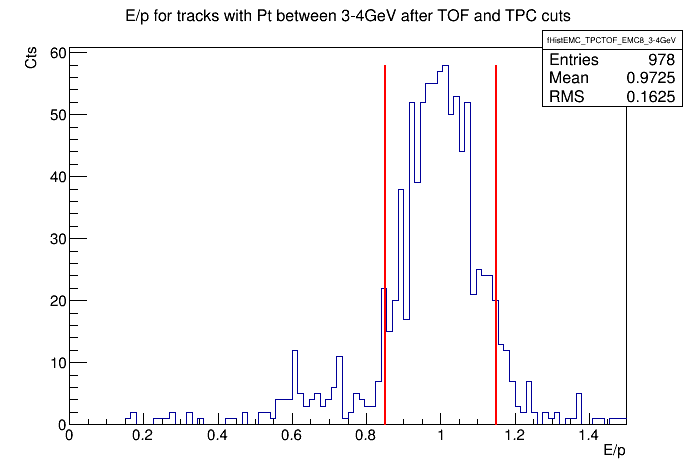 E/p for tracks with Pt between 3-4GeV after TOF and TPC cuts
fHistEMC_TPCTOF_EMC8_3-4GeV
Entries 978
Mean 0.9725
RMS 0.1625
Cts
60
50
40
30
20
10
0
0 0.2 0.4 0.6 0.8 1 1.2 1.4
E/p